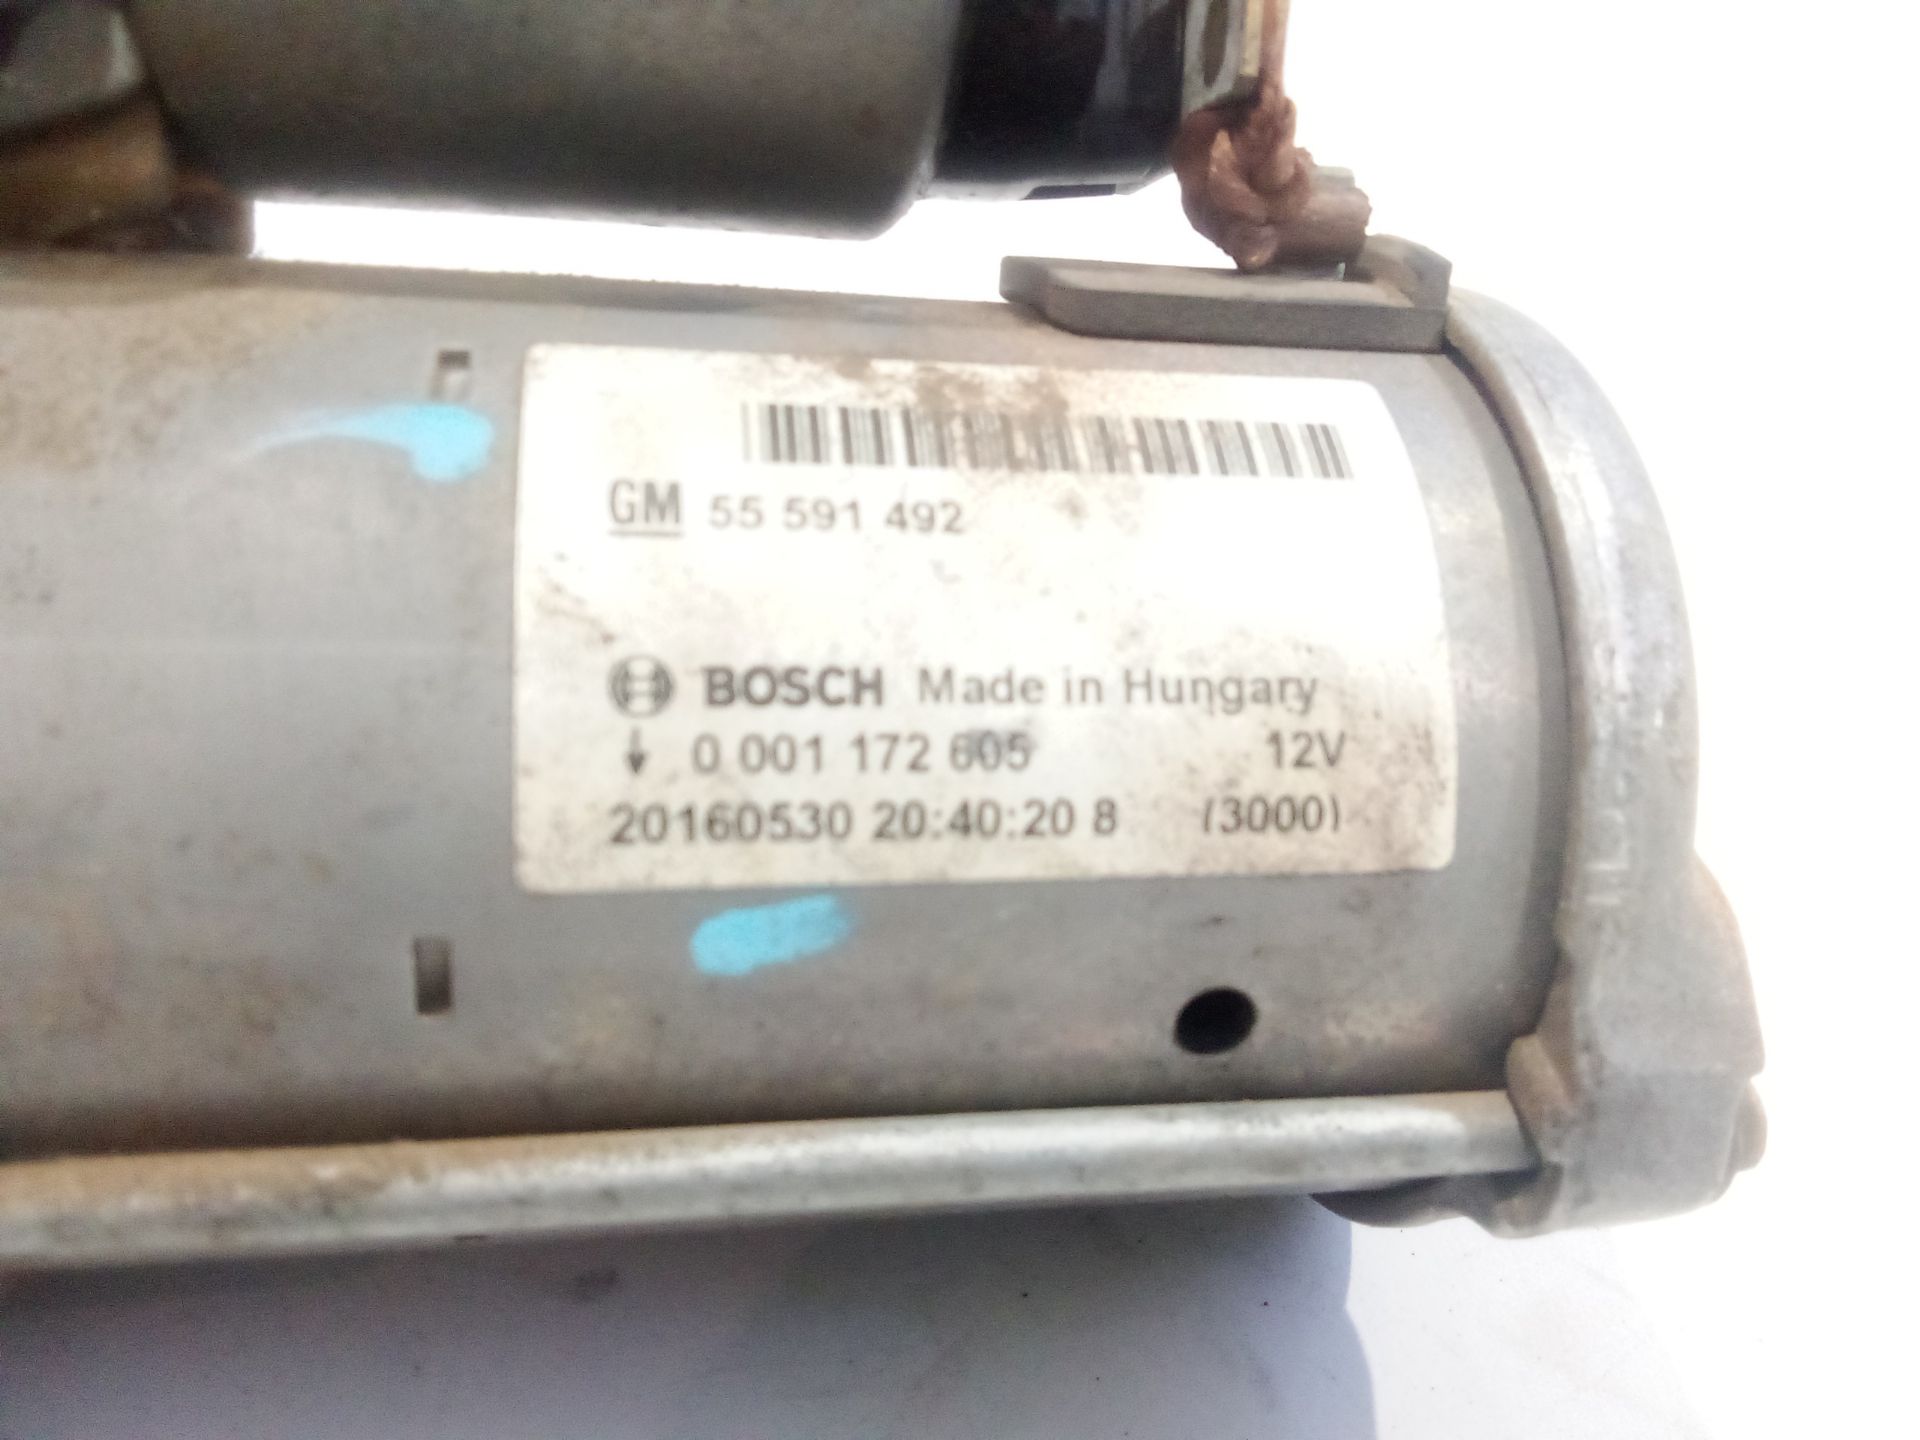 GM 55 591 492
BOSCH Made in Hungary
0 001 172 605 12V
20160530 20:40:20 8 (3000)